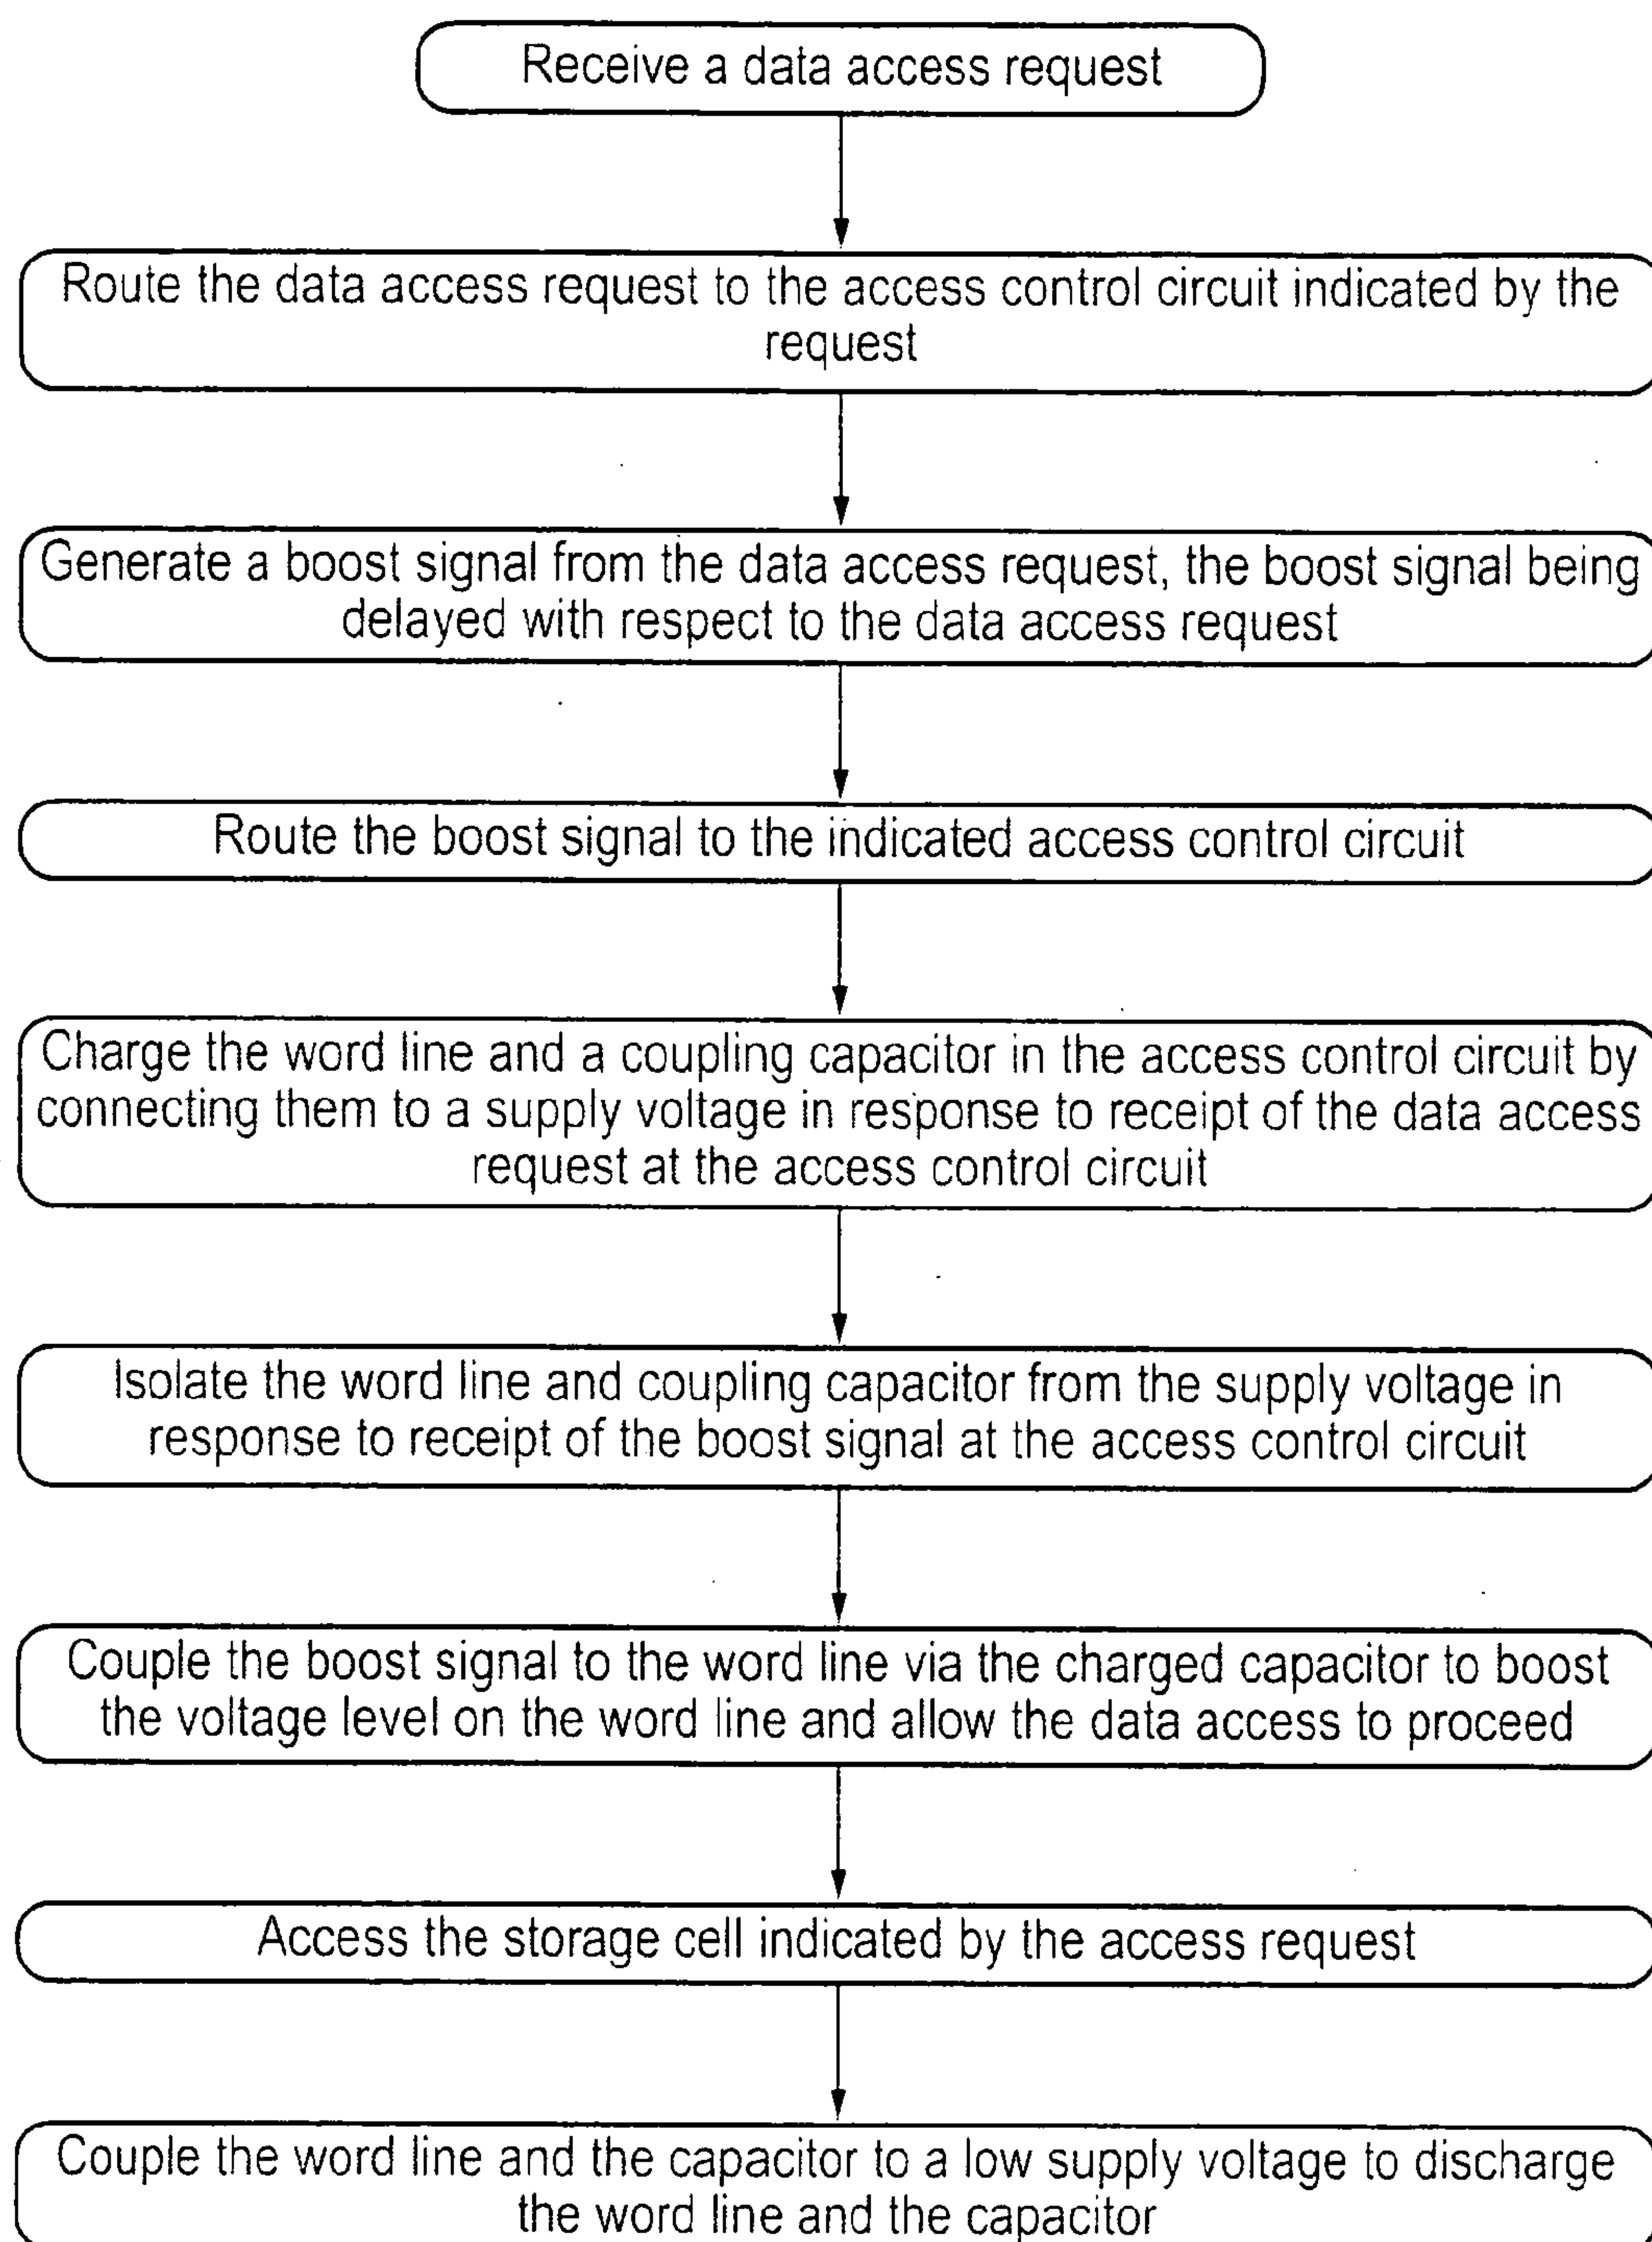 Receive a data access request
Route the data access request to the access control circuit indicated by the
request
Generate a boost signal from the data access request, the boost signal being
delayed with respect to the data access request
Route the boost signal to the indicated access control circuit
Charge the word line and a coupling capacitor in the access control circuit by
connecting them to a supply voltage in response to receipt of the data access
request at the access control circuit
Isolate the word line and coupling capacitor from the supply voltage in
response to receipt of the boost signal at the access control circuit
Couple the boost signal to the word line via the charged capacitor to boost
the voltage level on the word line and allow the data access to proceed
Access the storage cell indicated by the access request
Couple the word line and the capacitor to a low supply voltage to discharge
the word line and the capacitor